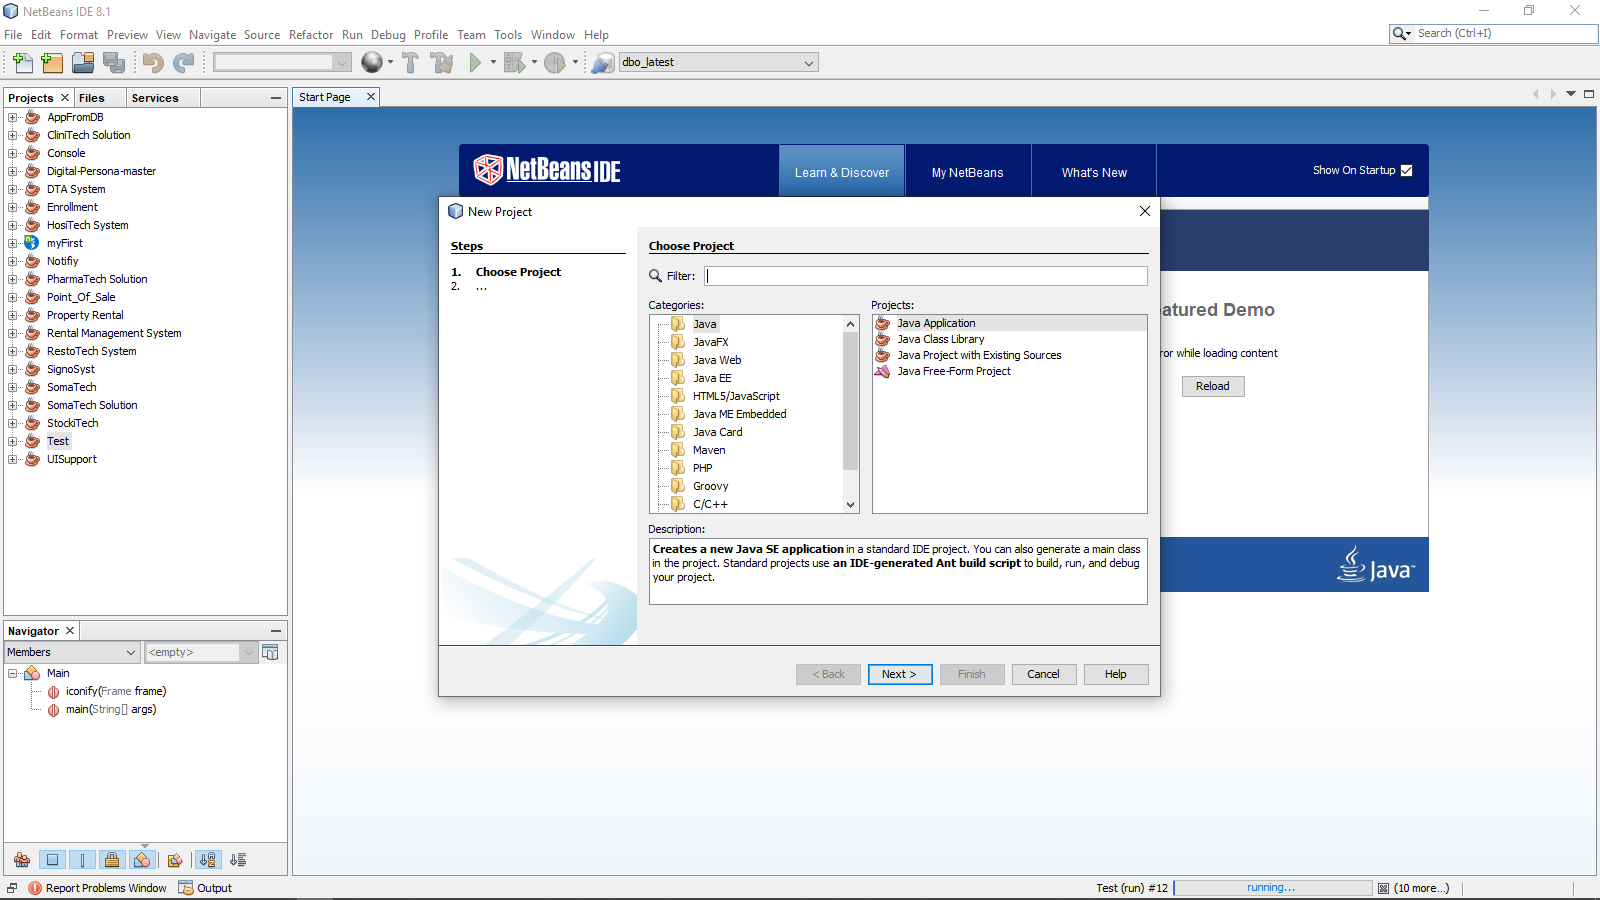 NetBeans IDE 8.1
File Edit Format Preview View Navigate Source Refactor Run Debug Profile Team Tools Window Help
Search (Ctrl+I)
dbo_latest
Projects Files Services
Start Page
AppFromDB
CliniTech Solution
Console
Digital-Persona-master
DTA System
Enrollment
HosiTech System
myFirst
Notifiy
PharmaTech Solution
Point_Of_Sale
Property Rental
Rental Management System
RestoTech System
SignoSyst
SomaTech
SomaTech Solution
StockiTech
Test
UISupport
NetBeans IDE
Learn & Discover My NetBeans What's New
Show On Startup
New Project
Steps
1. Choose Project
2. ...
Choose Project
Filter:
Categories:
Java
JavaFX
Java Web
Java EE
HTML5/JavaScript
Java ME Embedded
Java Card
Maven
PHP
Groovy
C/C++
Projects:
Java Application
Java Class Library
Java Project with Existing Sources
Java Free-Form Project
Description:
Creates a new Java SE application in a standard IDE project. You can also generate a main class
in the project. Standard projects use an IDE-generated Ant build script to build, run, and debug
your project.
< Back Next > Finish Cancel Help
atured Demo
ror while loading content
Reload
Java™
Navigator
Members
<empty>
Main
iconify(Frame frame)
main(String[] args)
Report Problems Window Output
Test (run) #12 running... (10 more...)